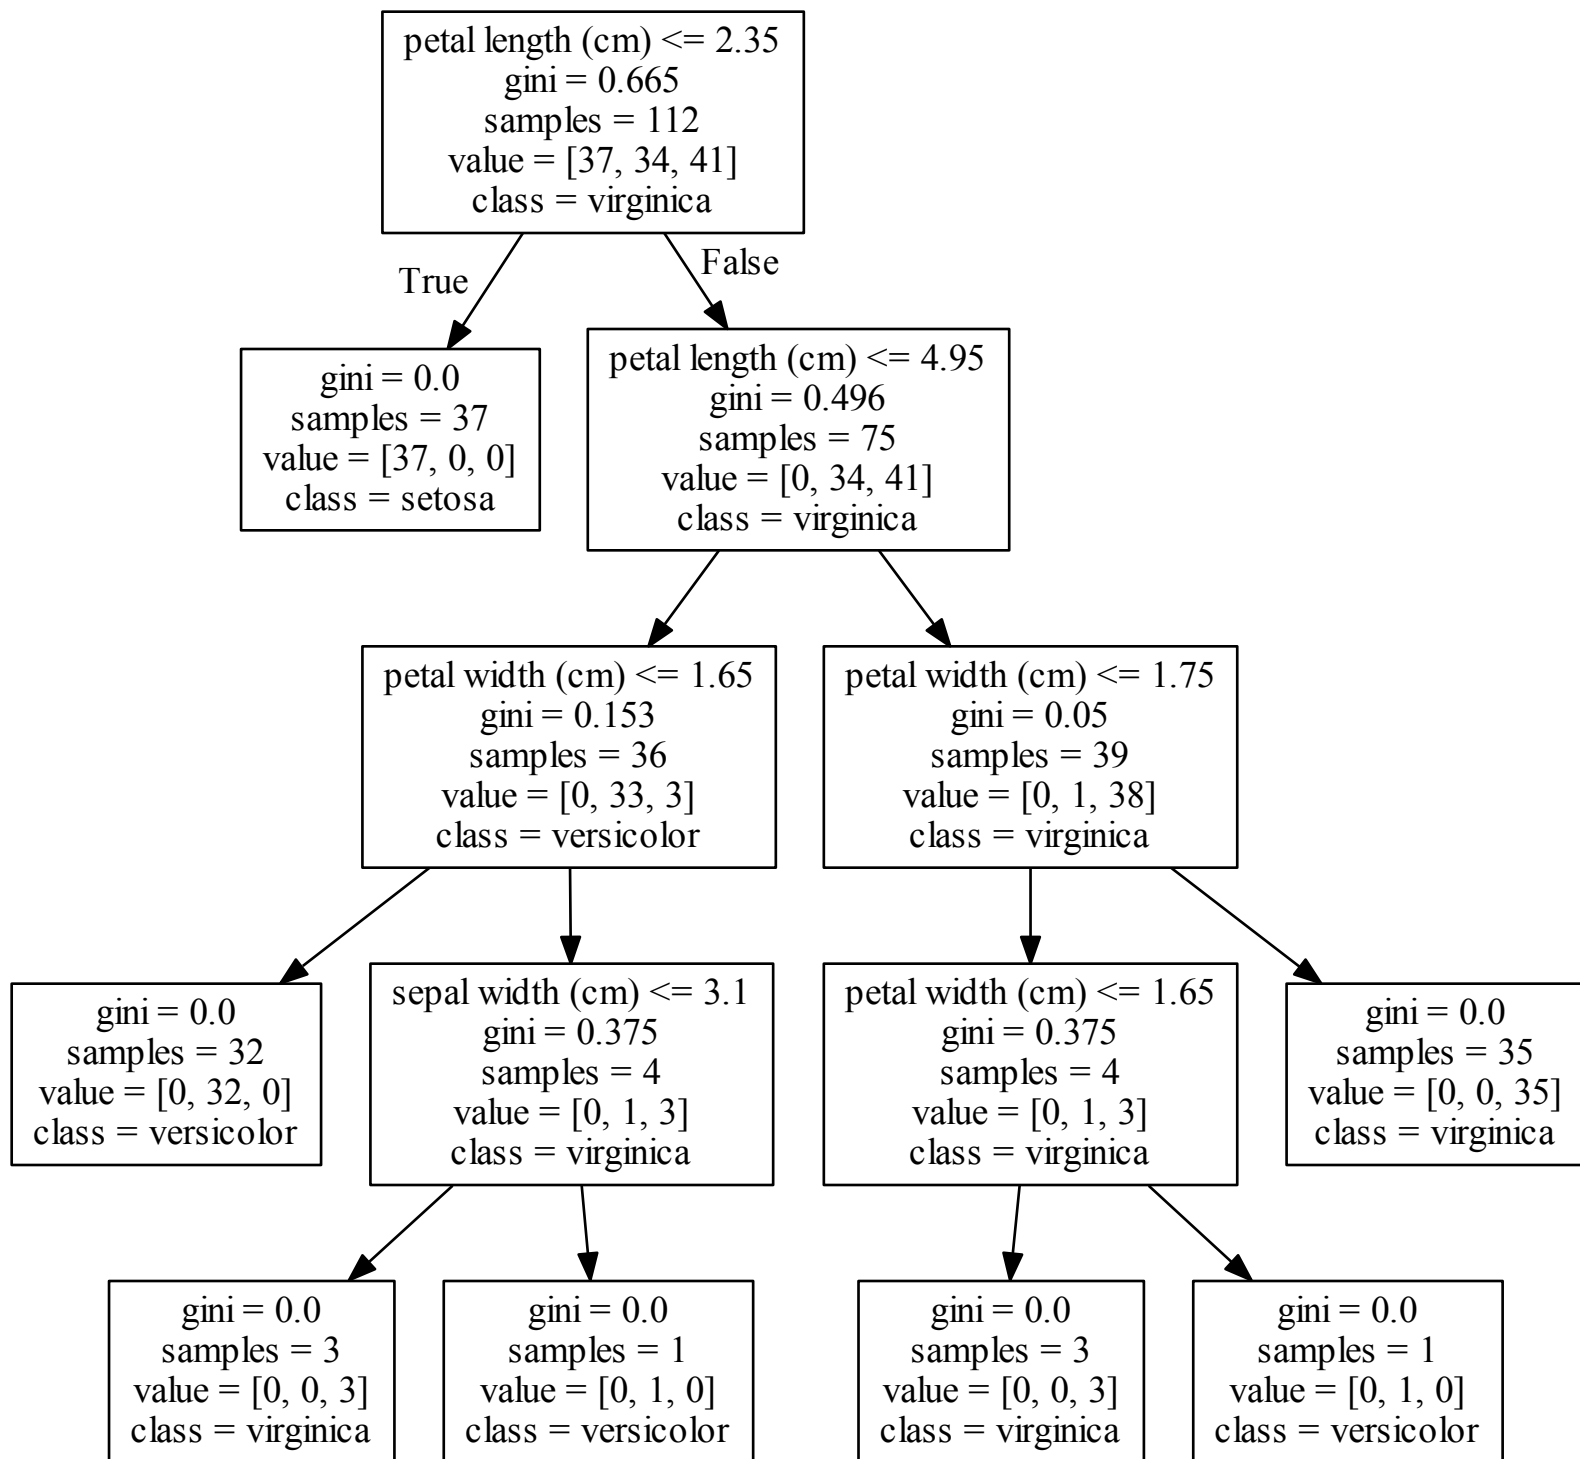 petal length (cm) <= 2.35
gini = 0.665
samples = 112
value = [37, 34, 41]
class = virginica
True
False
gini = 0.0
samples = 37
value = [37, 0, 0]
class = setosa
petal length (cm) <= 4.95
gini = 0.496
samples = 75
value = [0, 34, 41]
class = virginica
petal width (cm) <= 1.65
gini = 0.153
samples = 36
value = [0, 33, 3]
class = versicolor
petal width (cm) <= 1.75
gini = 0.05
samples = 39
value = [0, 1, 38]
class = virginica
gini = 0.0
samples = 32
value = [0, 32, 0]
class = versicolor
sepal width (cm) <= 3.1
gini = 0.375
samples = 4
value = [0, 1, 3]
class = virginica
petal width (cm) <= 1.65
gini = 0.375
samples = 4
value = [0, 1, 3]
class = virginica
gini = 0.0
samples = 35
value = [0, 0, 35]
class = virginica
gini = 0.0
samples = 3
value = [0, 0, 3]
class = virginica
gini = 0.0
samples = 1
value = [0, 1, 0]
class = versicolor
gini = 0.0
samples = 3
value = [0, 0, 3]
class = virginica
gini = 0.0
samples = 1
value = [0, 1, 0]
class = versicolor